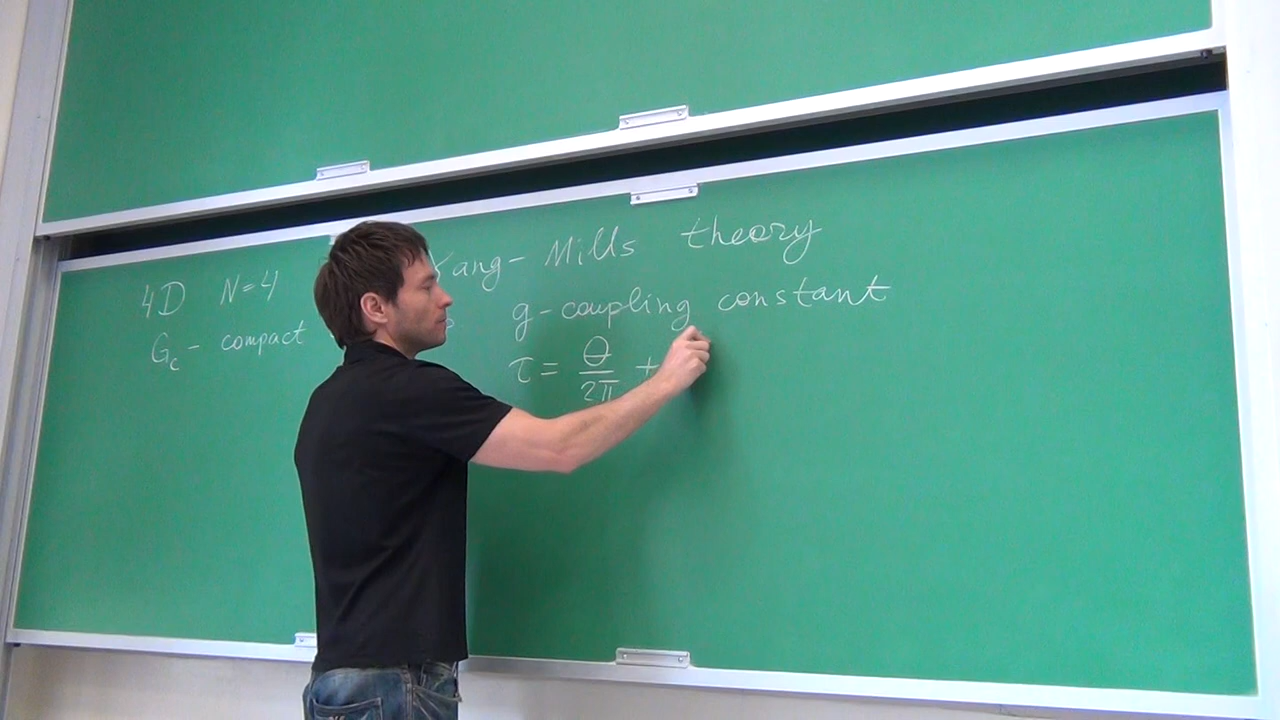 4D N=4 Yang-Mills theory
G_c - compact g-coupling constant
τ = θ/2π +